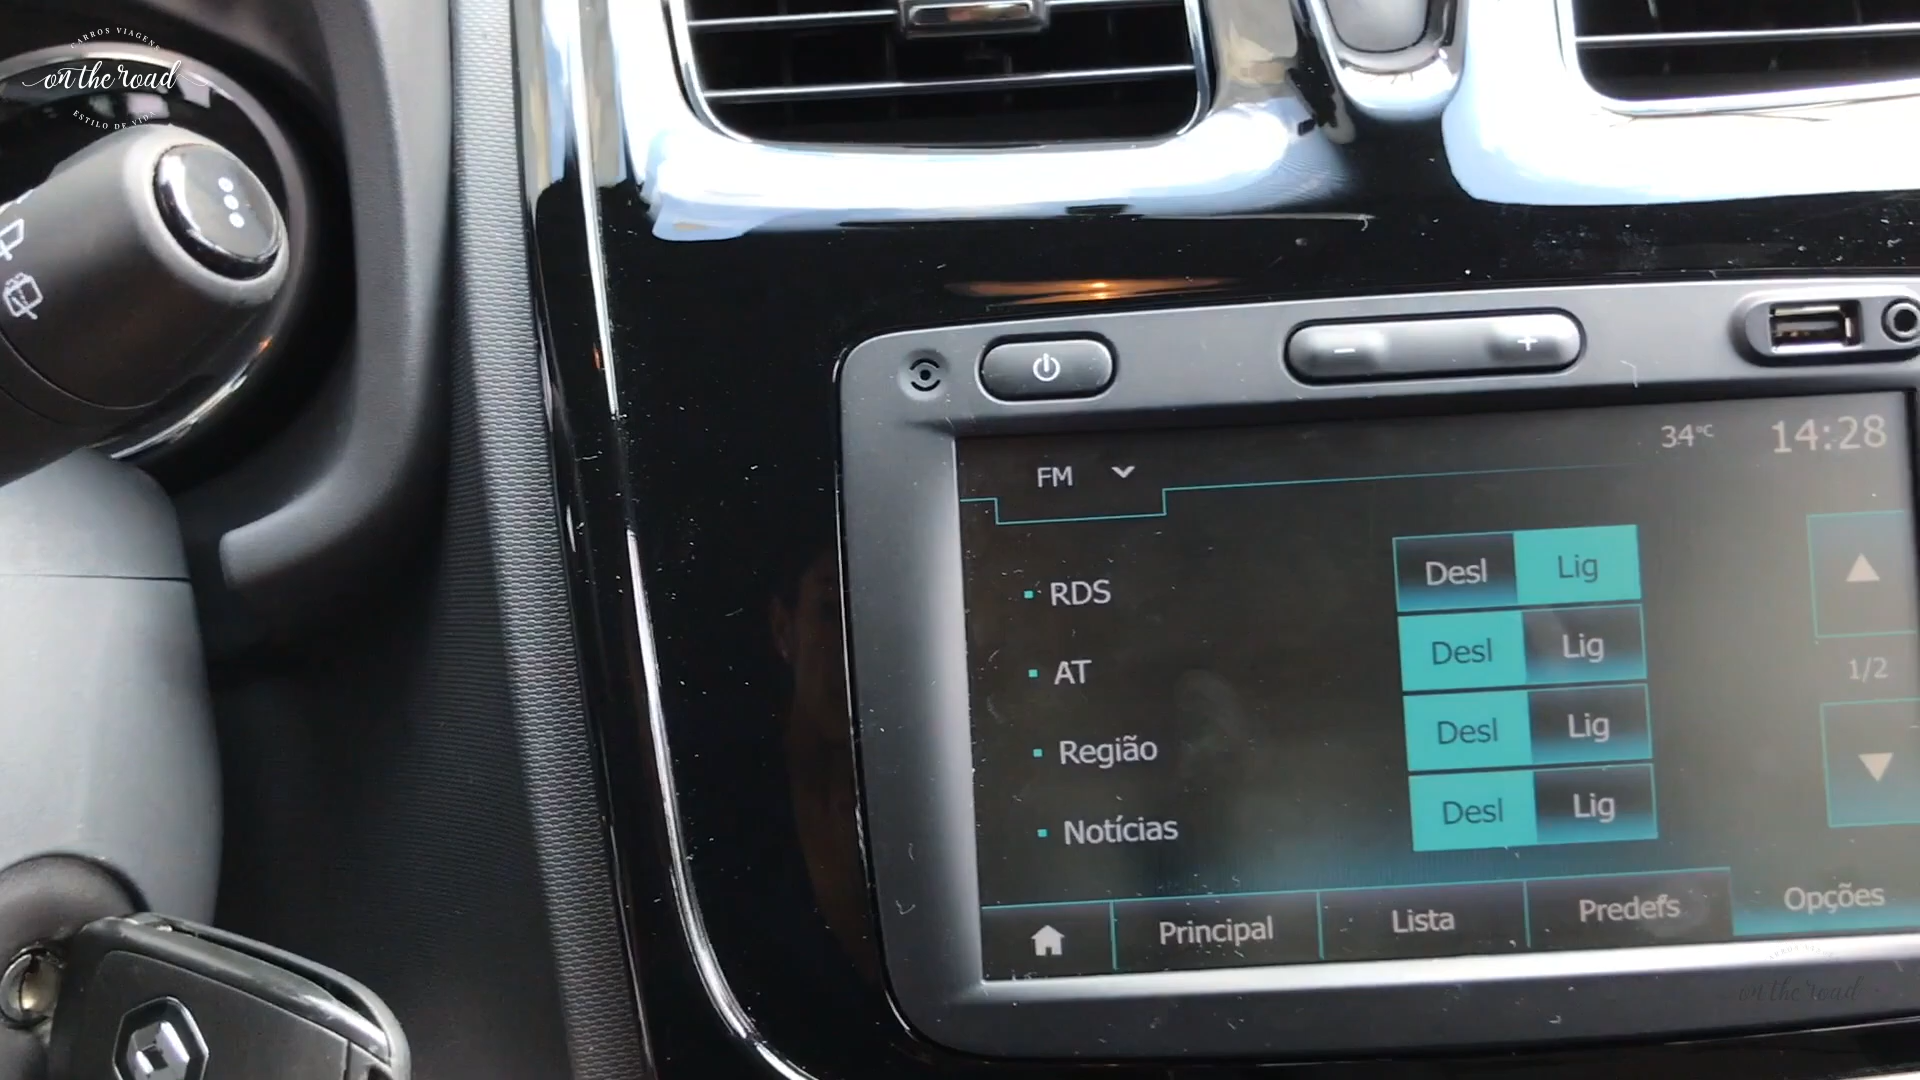 CARROS VIAGENS
on the road
ESTILO DE VIDA
34°C 14:28
FM
RDS Desl Lig
AT Desl Lig
1/2
Região Desl Lig
Notícias Desl Lig
Principal Lista Predefs Opções
on the road